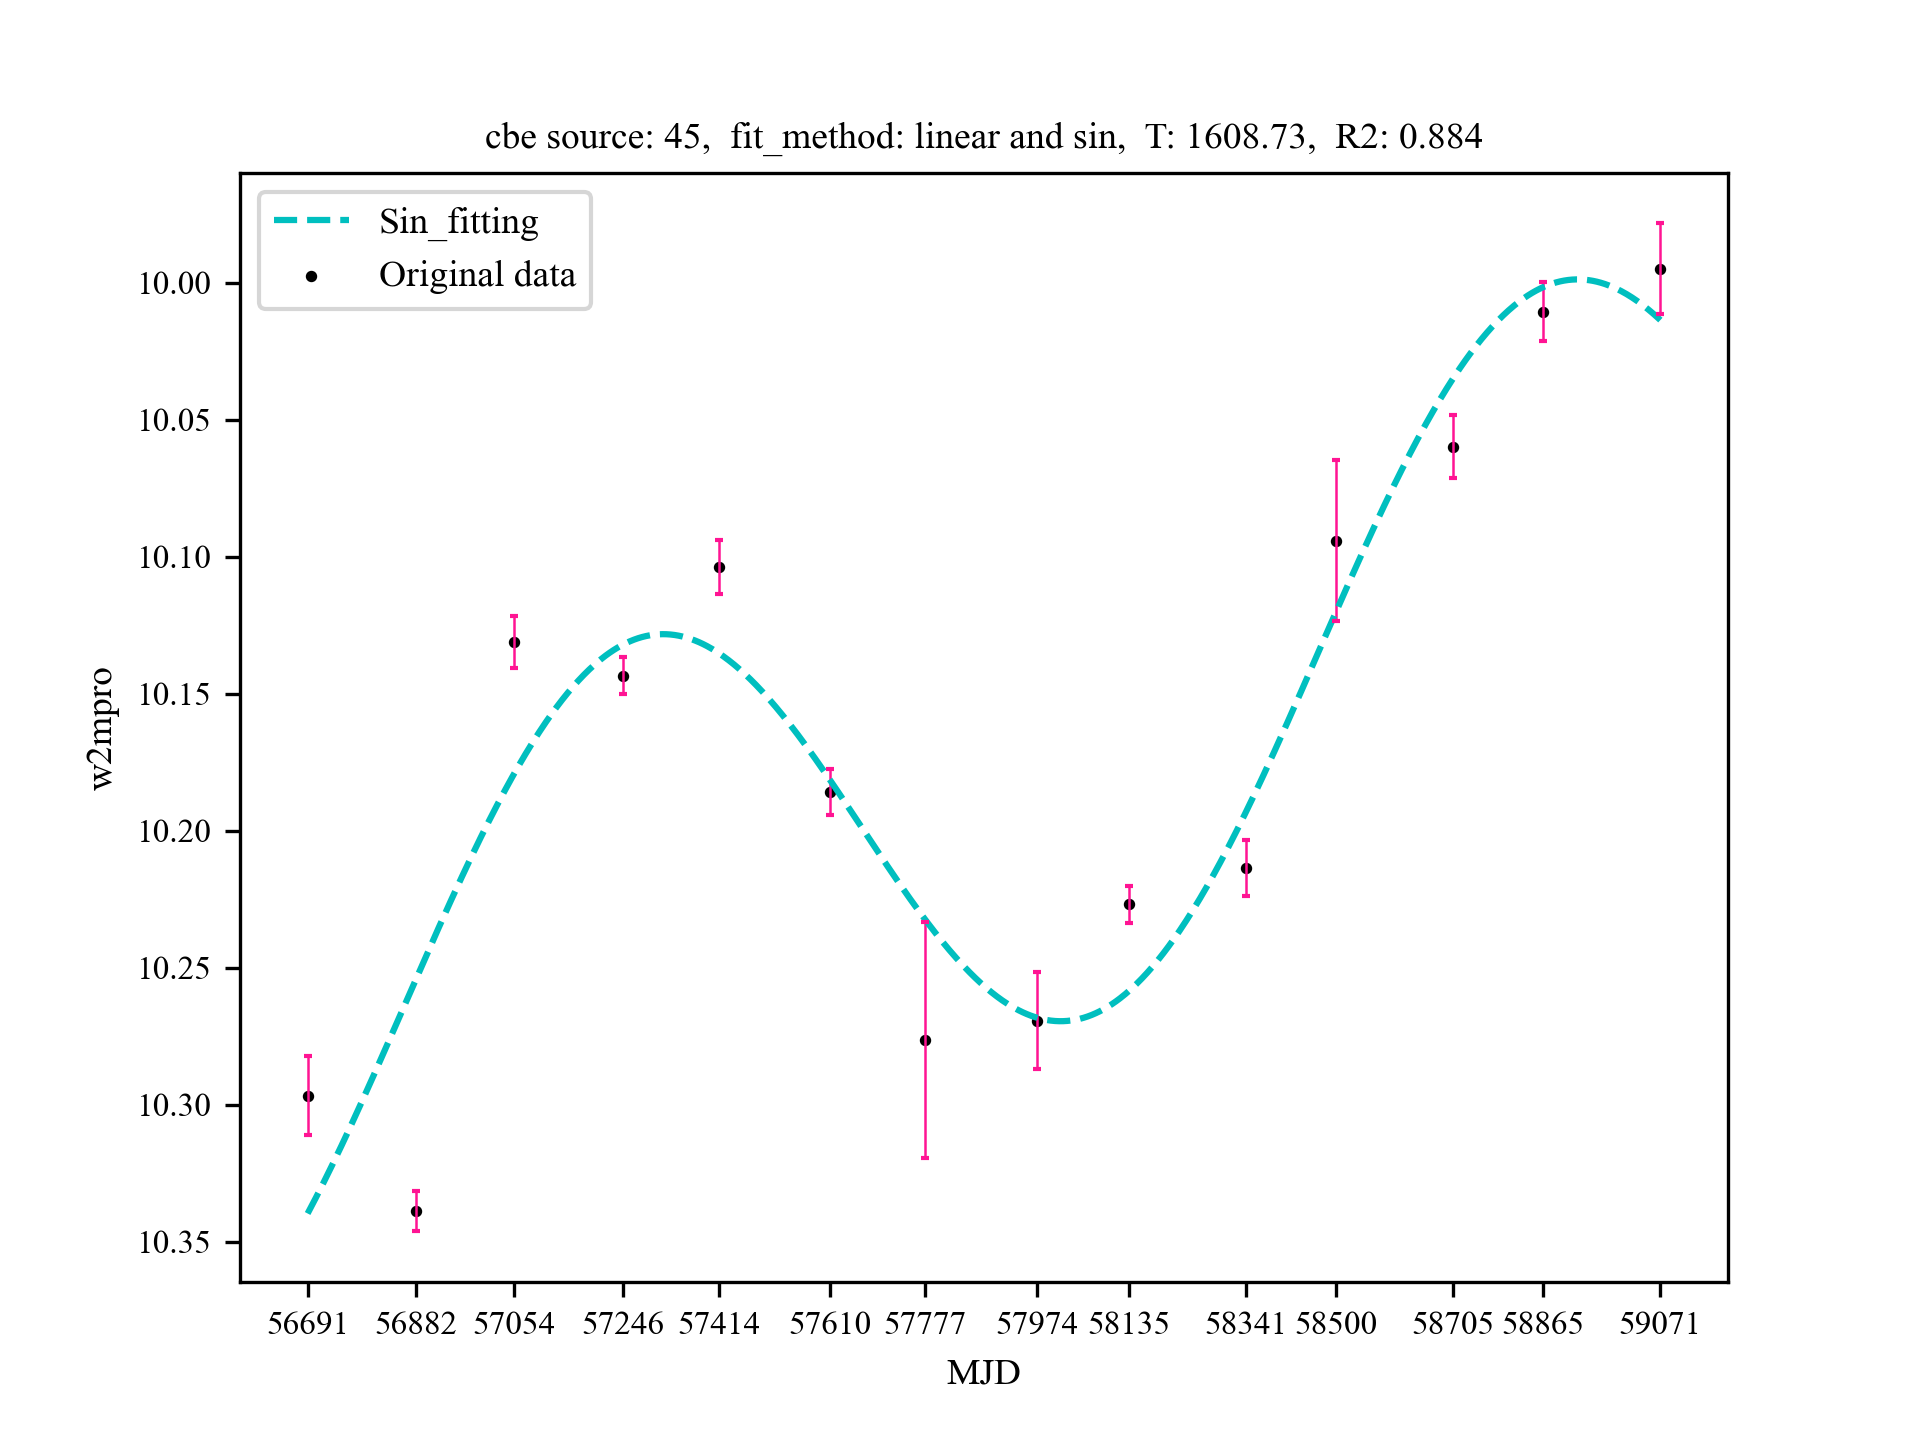 cbe source: 45,  fit_method: linear and sin,  T: 1608.73,  R2: 0.884
Sin_fitting
Original data
10.00
10.05
10.10
10.15
10.20
10.25
10.30
10.35
w2mpro
56691 56882 57054 57246 57414 57610 57777 57974 58135 58341 58500 58705 58865 59071
MJD